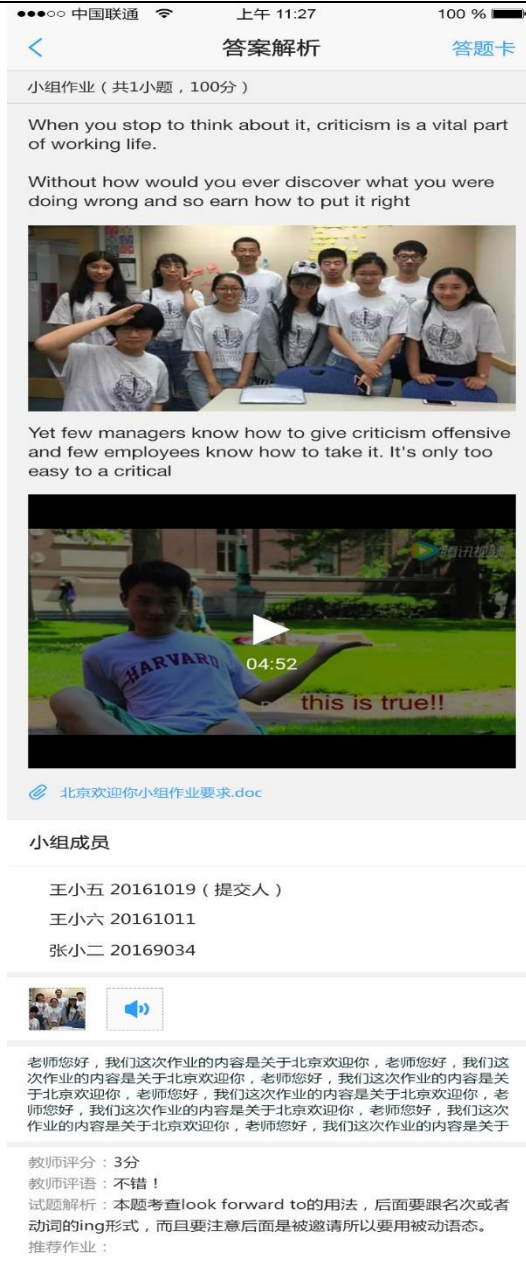 中国联通 上午 11:27 100 %
答案解析 答题卡
小组作业（共1小题，100分）
When you stop to think about it, criticism is a vital part
of working life.
Without how would you ever discover what you were
doing wrong and so earn how to put it right
Yet few managers know how to give criticism offensive
and few employees know how to take it. It's only too
easy to a critical
腾讯视频
HARVARD
04:52
this is true!!
北京欢迎你小组作业要求.doc
小组成员
王小五 20161019（提交人）
王小六 20161011
张小二 20169034
老师您好，我们这次作业的内容是关于北京欢迎你，老师您好，我们这
次作业的内容是关于北京欢迎你，老师您好，我们这次作业的内容是关
于北京欢迎你，老师您好，我们这次作业的内容是关于北京欢迎你，老
师您好，我们这次作业的内容是关于北京欢迎你，老师您好，我们这次
作业的内容是关于北京欢迎你，老师您好，我们这次作业的内容是关于
教师评分：3分
教师评语：不错！
试题解析：本题考查look forward to的用法，后面要跟名次或者
动词的ing形式，而且要注意后面是被邀请所以要用被动语态。
推荐作业：